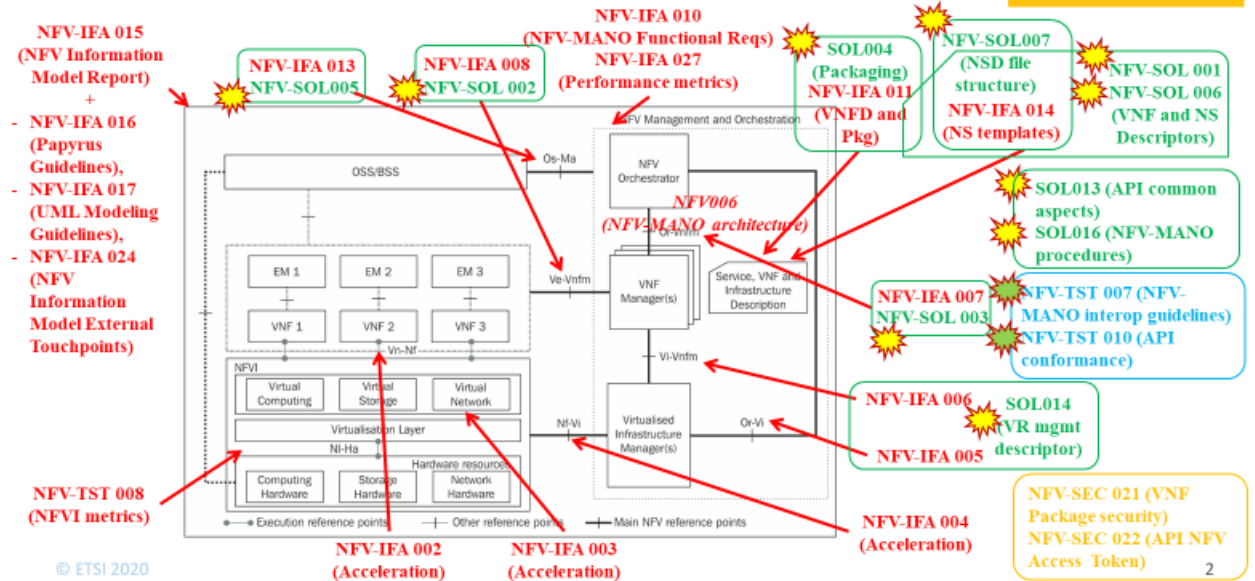 NFV-IFA 015
(NFV Information
Model Report)
+
- NFV-IFA 016
(Papyrus
Guidelines),
- NFV-IFA 017
(UML Modeling
Guidelines),
- NFV-IFA 024
(NFV
Information
Model External
Touchpoints)
NFV-IFA 013
NFV-SOL005
NFV-IFA 008
NFV-SOL 002
NFV-IFA 010
(NFV-MANO Functional Reqs)
NFV-IFA 027
(Performance metrics)
SOL004
(Packaging)
NFV-IFA 011
(VNFD and
Pkg)
NFV-SOL007
(NSD file
structure)
NFV-IFA 014
(NS templates)
NFV-SOL 001
NFV-SOL 006
(VNF and NS
Descriptors)
NFV Management and Orchestration
OSS/BSS
Os-Ma
NFV
Orchestrator
NFV006
(NFV-MANO architecture)
Or-Vnfm
EM 1
EM 2
EM 3
Ve-Vnfm
VNF
Manager(s)
Service, VNF and
Infrastructure
Description
VNF 1
VNF 2
VNF 3
Vn-Nf
SOL013 (API common
aspects)
SOL016 (NFV-MANO
procedures)
NFV-IFA 007
NFV-SOL 003
NFV-TST 007 (NFV-
MANO interop guidelines)
NFV-TST 010 (API
conformance)
NFVI
Virtual
Computing
Virtual
Storage
Virtual
Network
Virtualisation Layer
NI-Ha
Hardware resources
Computing
Hardware
Storage
Hardware
Network
Hardware
Vi-Vnfm
Nf-Vi
Virtualised
Infrastructure
Manager(s)
Or-Vi
NFV-IFA 006
NFV-IFA 005
SOL014
(VR mgmt
descriptor)
NFV-TST 008
(NFVI metrics)
Execution reference points
Other reference points
Main NFV reference points
NFV-IFA 002
(Acceleration)
NFV-IFA 003
(Acceleration)
NFV-IFA 004
(Acceleration)
NFV-SEC 021 (VNF
Package security)
NFV-SEC 022 (API NFV
Access Token)
© ETSI 2020
2